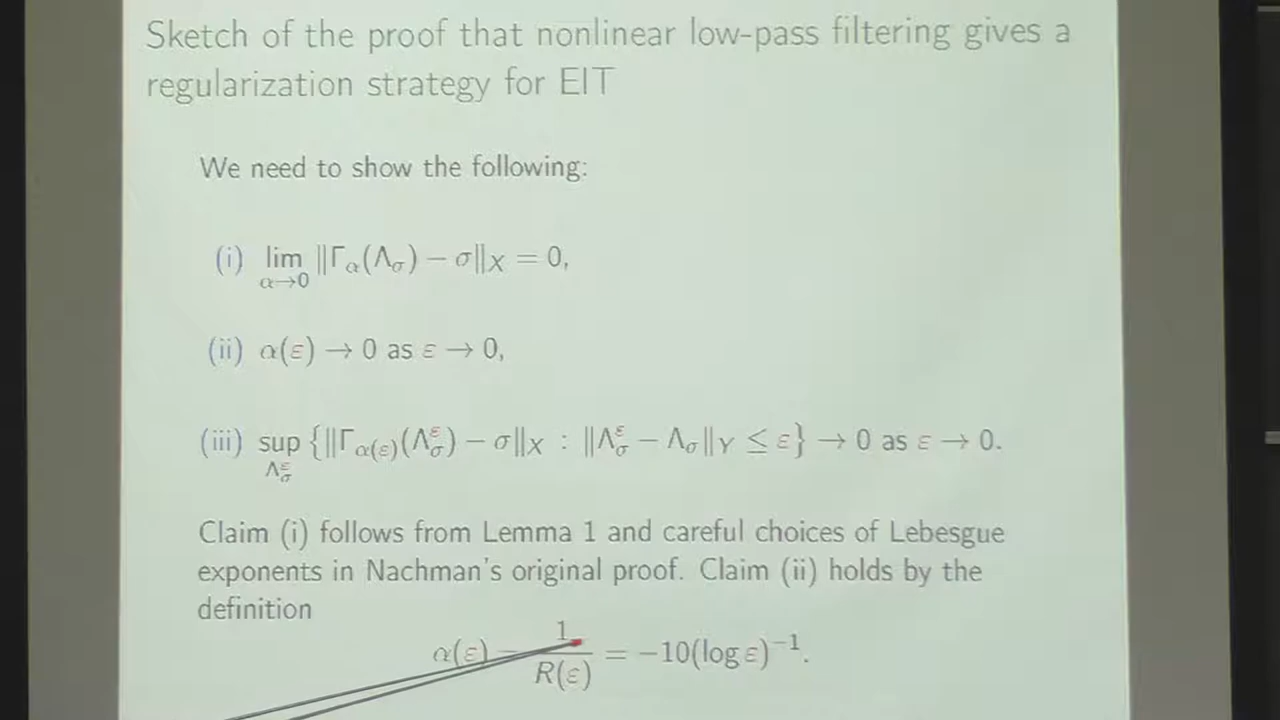 Sketch of the proof that nonlinear low-pass filtering gives a
regularization strategy for EIT
We need to show the following:
(i) lim_{α→0} ‖Γ_α(Λ_σ) − σ‖_X = 0,
(ii) α(ε) → 0 as ε → 0,
(iii) sup_{Λ_σ^ε} {‖Γ_{α(ε)}(Λ_σ^ε) − σ‖_X : ‖Λ_σ^ε − Λ_σ‖_Y ≤ ε} → 0 as ε → 0.
Claim (i) follows from Lemma 1 and careful choices of Lebesgue
exponents in Nachman's original proof. Claim (ii) holds by the
definition
α(ε) = 1/R(ε) = −10(log ε)^{−1}.